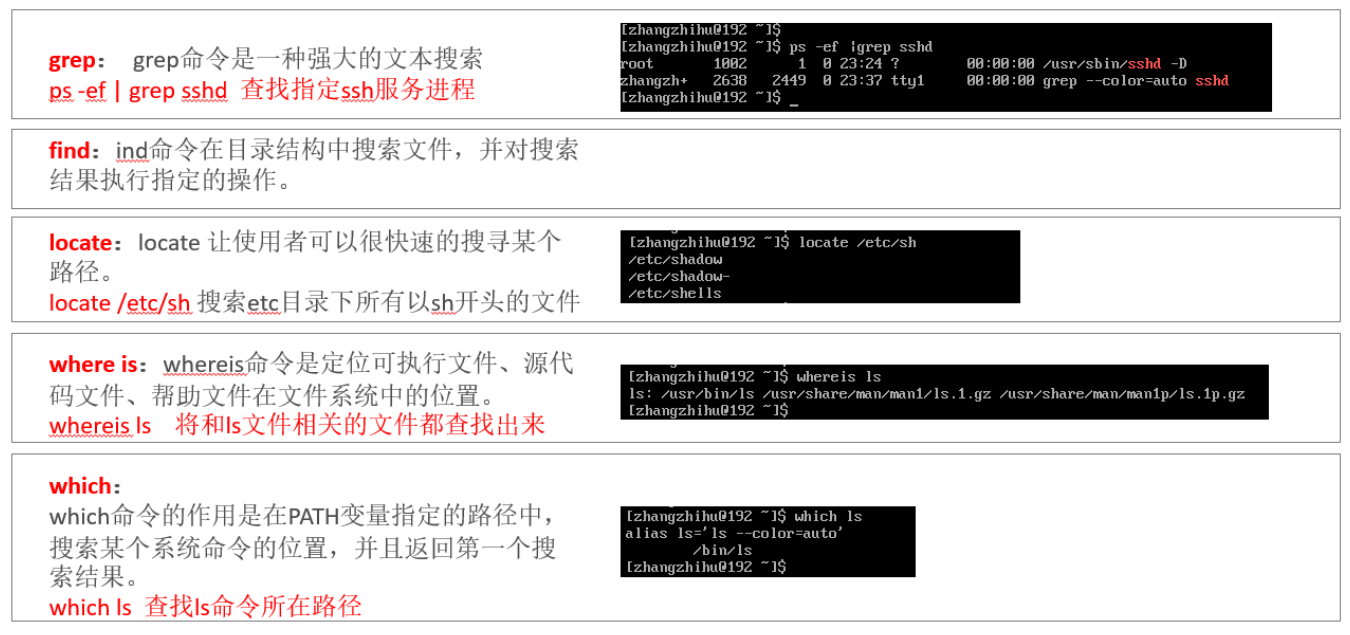 grep： grep命令是一种强大的文本搜索
ps -ef | grep sshd 查找指定ssh服务进程
[zhangzhihu@192 ~]$
[zhangzhihu@192 ~]$ ps -ef |grep sshd
root 1002 1 0 23:24 ? 00:00:00 /usr/sbin/sshd -D
zhangzh+ 2638 2449 0 23:37 tty1 00:00:00 grep --color=auto sshd
[zhangzhihu@192 ~]$ _
find：ind命令在目录结构中搜索文件，并对搜索
结果执行指定的操作。
locate：locate 让使用者可以很快速的搜寻某个
路径。
locate /etc/sh 搜索etc目录下所有以sh开头的文件
[zhangzhihu@192 ~]$ locate /etc/sh
/etc/shadow
/etc/shadow-
/etc/shells
where is：whereis命令是定位可执行文件、源代
码文件、帮助文件在文件系统中的位置。
whereis ls 将和ls文件相关的文件都查找出来
[zhangzhihu@192 ~]$ whereis ls
ls: /usr/bin/ls /usr/share/man/man1/ls.1.gz /usr/share/man/man1p/ls.1p.gz
[zhangzhihu@192 ~]$
which：
which命令的作用是在PATH变量指定的路径中，
搜索某个系统命令的位置，并且返回第一个搜
索结果。
which ls 查找ls命令所在路径
[zhangzhihu@192 ~]$ which ls
alias ls='ls --color=auto'
/bin/ls
[zhangzhihu@192 ~]$